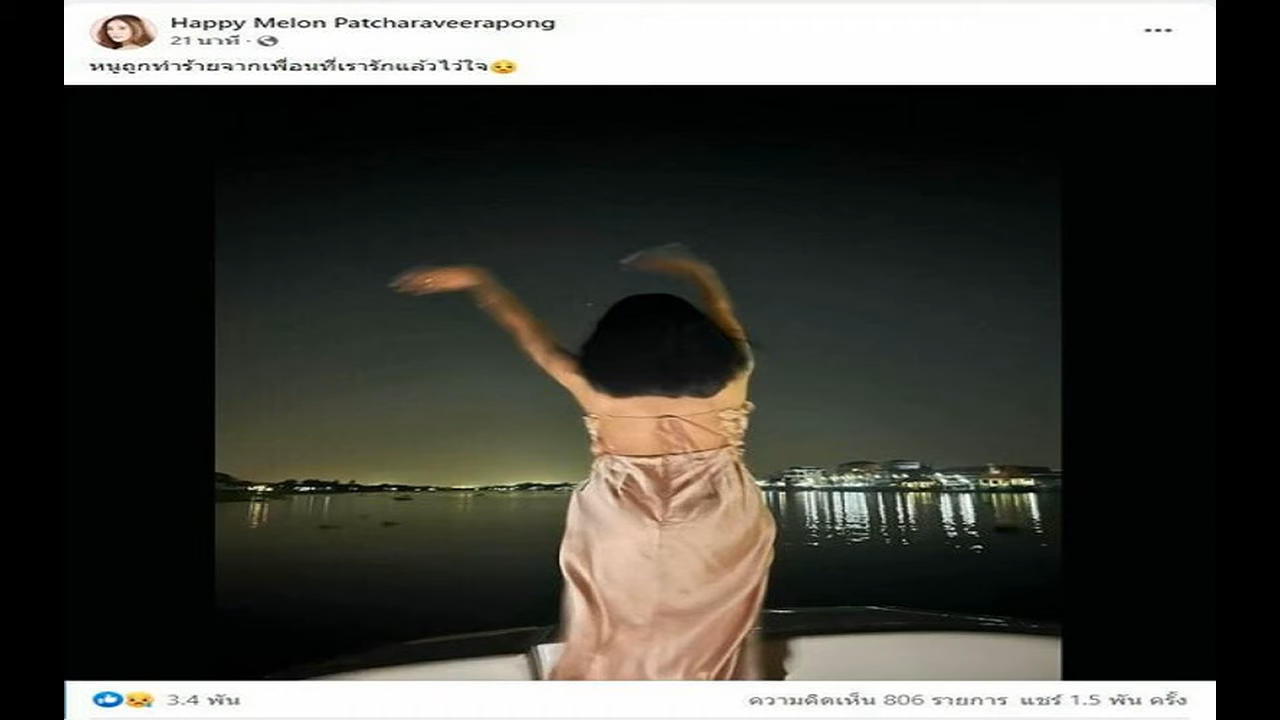 Happy Melon Patcharaveerapong
21 นาที ·
หนูถูกทำร้ายจากเพื่อนที่เรารักแล้วไว้ใจ😔
3.4 พัน
ความคิดเห็น 806 รายการ แชร์ 1.5 พัน ครั้ง